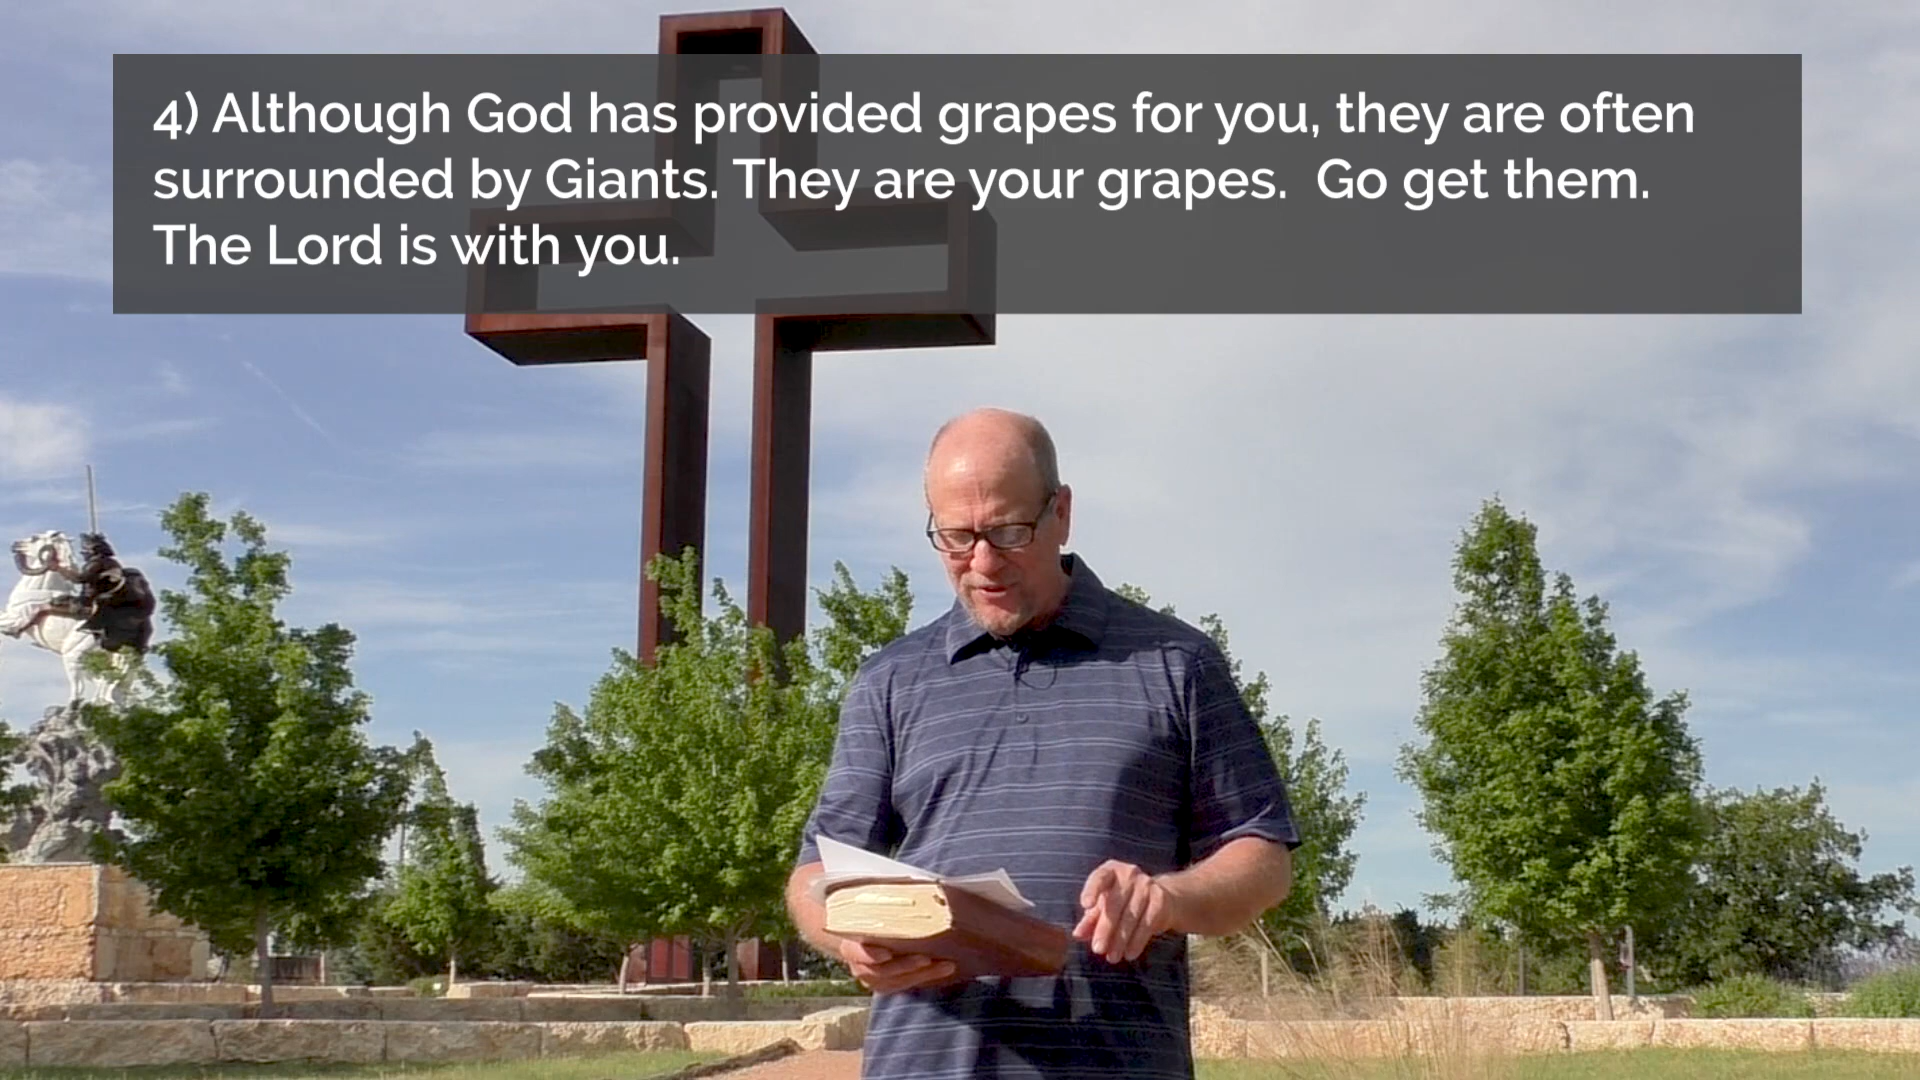 4) Although God has provided grapes for you, they are often
surrounded by Giants. They are your grapes.  Go get them.
The Lord is with you.